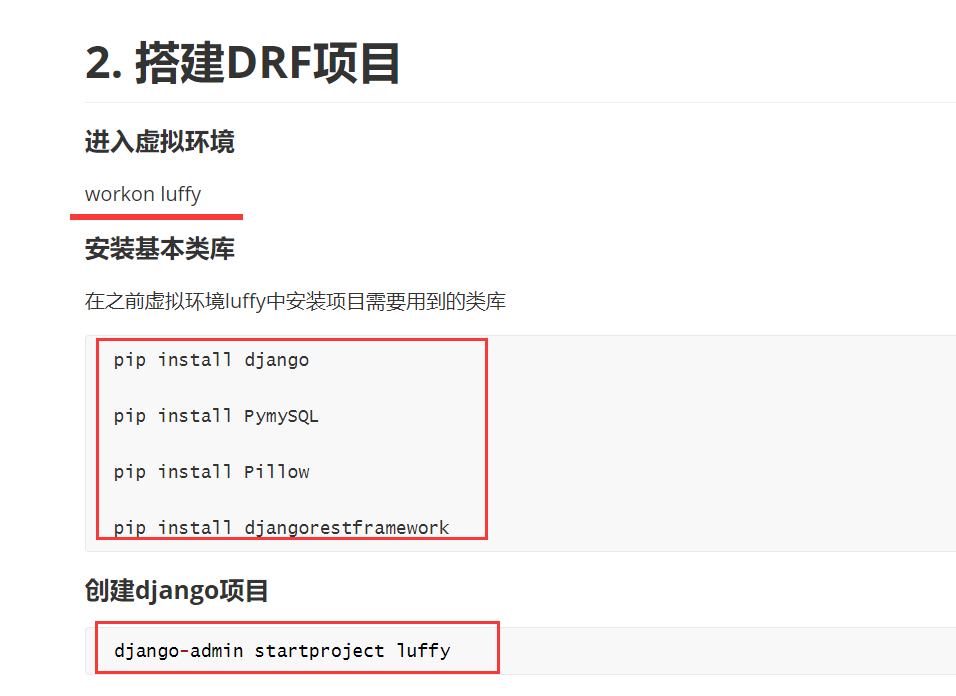 2. 搭建DRF项目
进入虚拟环境
workon luffy
安装基本类库
在之前虚拟环境luffy中安装项目需要用到的类库
pip install django
pip install PymySQL
pip install Pillow
pip install djangorestframework
创建django项目
django-admin startproject luffy